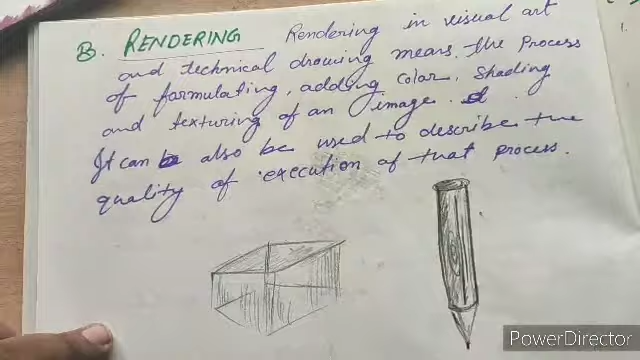 B. RENDERING Rendering in visual art
and technical drawing means. the Process
of formulating, adding color, shading
and texturing of an image.
It can also be used to describe the
quality of execution of that process.
1.
PowerDirector